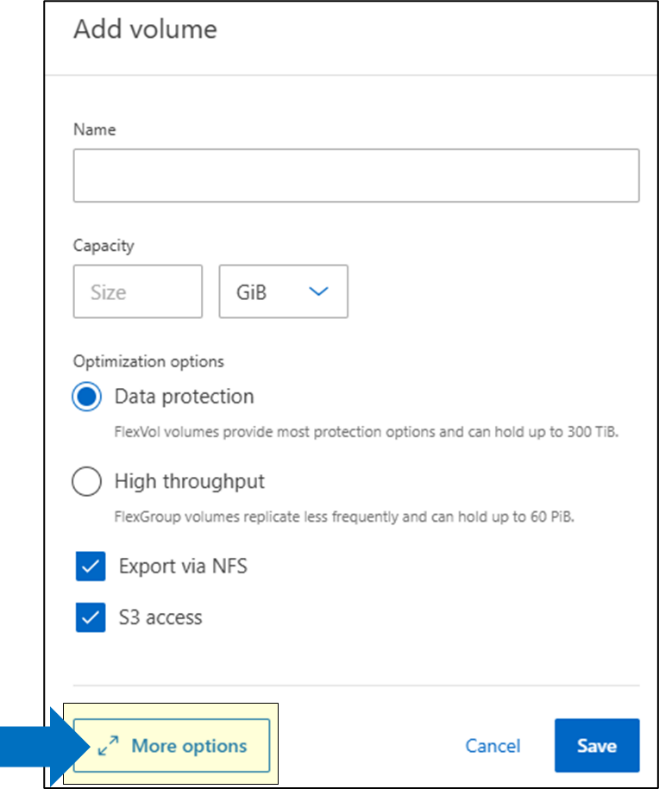 Add volume
Name
Capacity
Size
GiB
Optimization options
Data protection
FlexVol volumes provide most protection options and can hold up to 300 TiB.
High throughput
FlexGroup volumes replicate less frequently and can hold up to 60 PiB.
Export via NFS
S3 access
More options
Cancel
Save